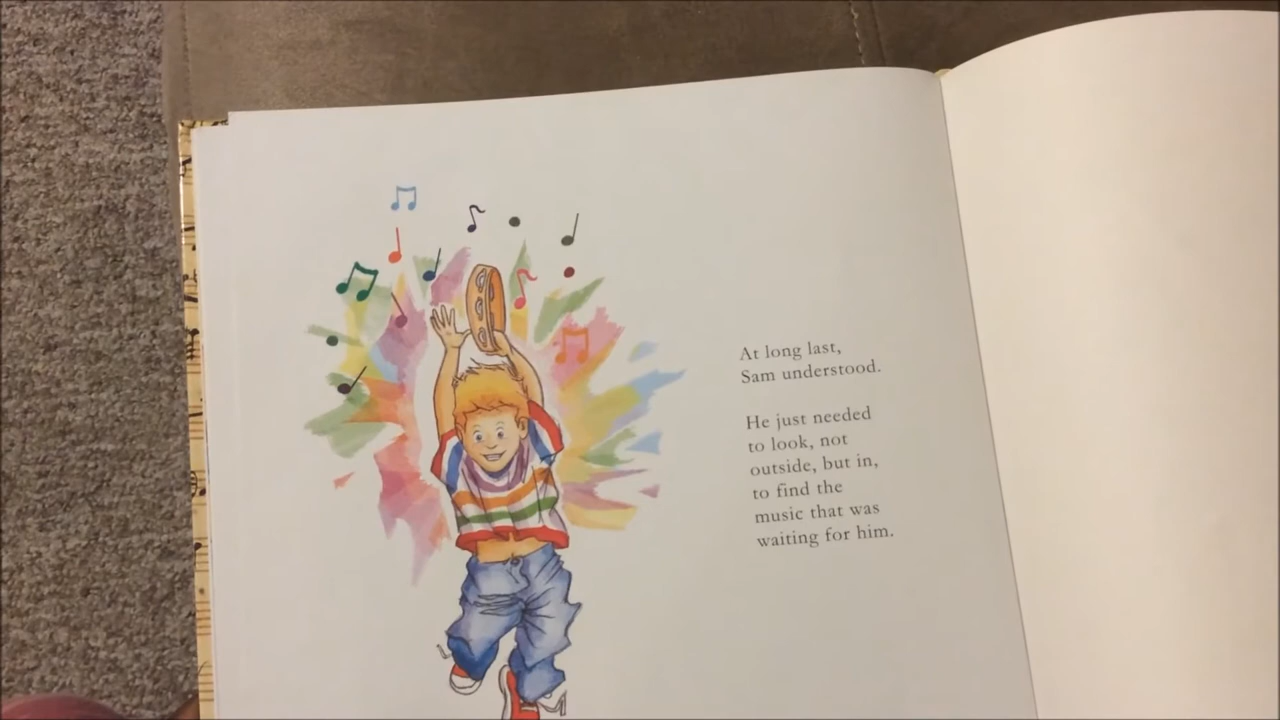 At long last,
Sam understood.
He just needed
to look, not
outside, but in,
to find the
music that was
waiting for him.